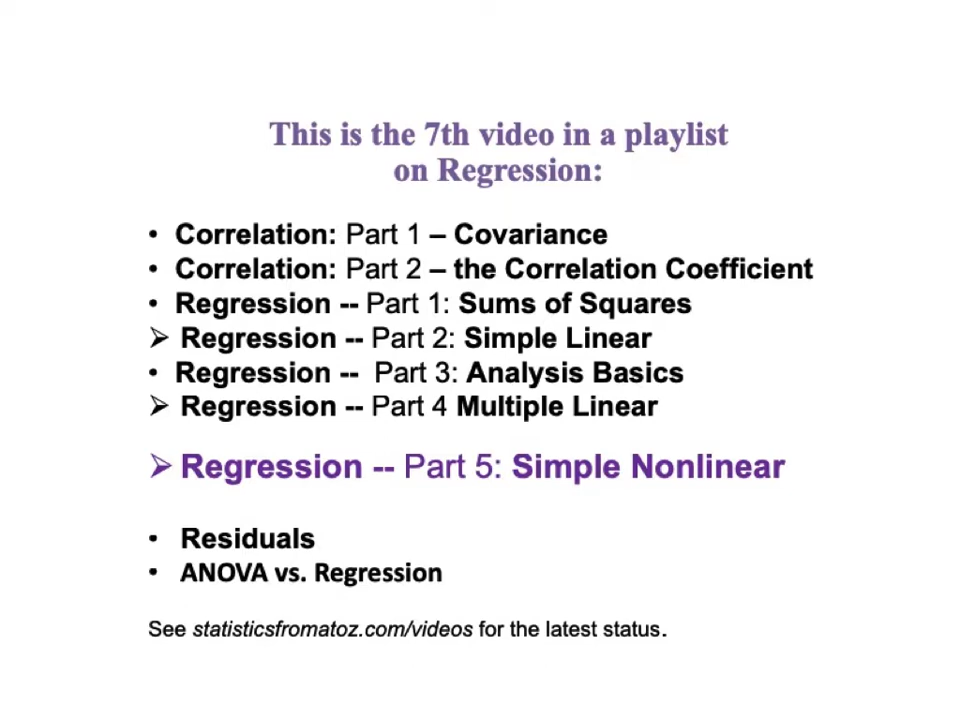 This is the 7th video in a playlist
on Regression:
• Correlation: Part 1 – Covariance
• Correlation: Part 2 – the Correlation Coefficient
• Regression -- Part 1: Sums of Squares
➢ Regression -- Part 2: Simple Linear
• Regression -- Part 3: Analysis Basics
➢ Regression -- Part 4 Multiple Linear
➢ Regression -- Part 5: Simple Nonlinear
• Residuals
• ANOVA vs. Regression
See statisticsfromatoz.com/videos for the latest status.